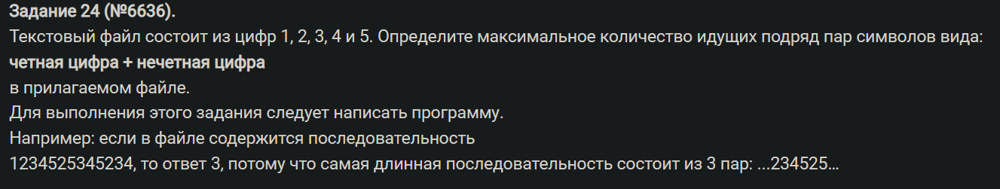 Задание 24 (№6636).
Текстовый файл состоит из цифр 1, 2, 3, 4 и 5. Определите максимальное количество идущих подряд пар символов вида:
четная цифра + нечетная цифра
в прилагаемом файле.
Для выполнения этого задания следует написать программу.
Например: если в файле содержится последовательность
1234525345234, то ответ 3, потому что самая длинная последовательность состоит из 3 пар: ...234525...